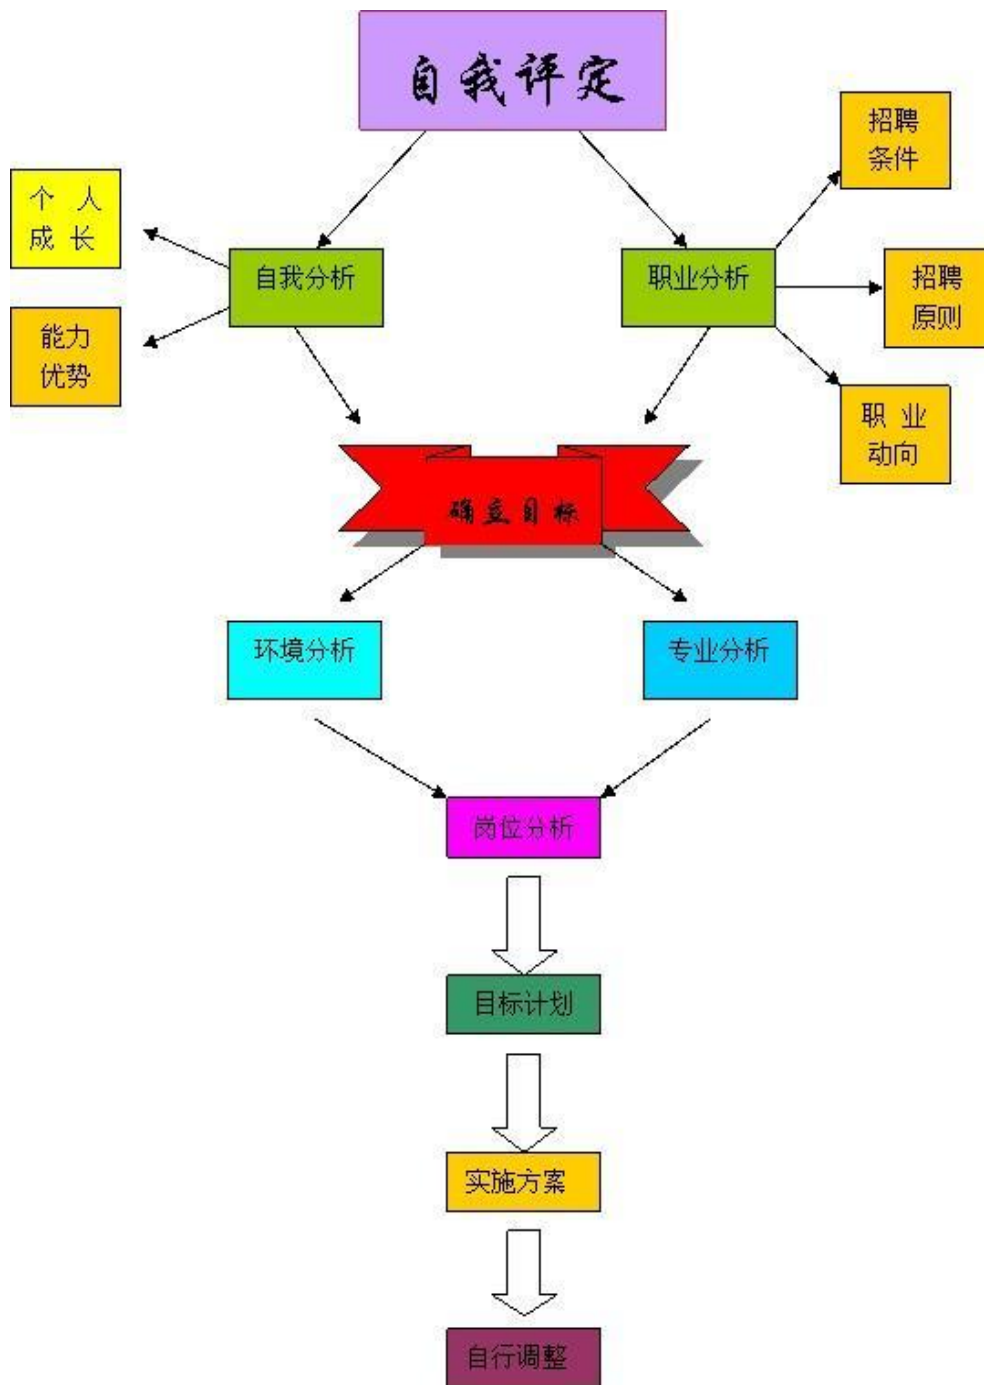 自我评定
招聘
条件
个 人
成 长
自我分析
职业分析
招聘
原则
能力
优势
职 业
动向
确立目标
环境分析
专业分析
岗位分析
目标计划
实施方案
自行调整